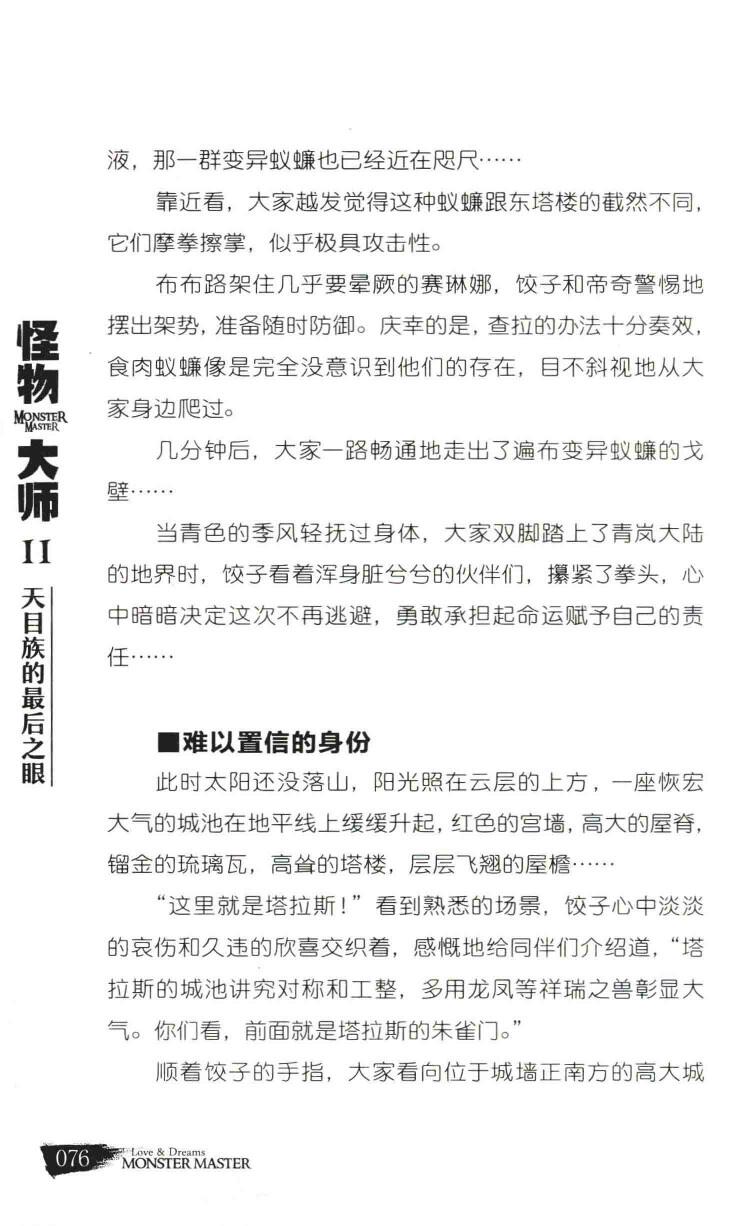 液，那一群变异蚁蠊也已经近在咫尺……
靠近看，大家越发觉得这种蚁蠊跟东塔楼的截然不同，
它们摩拳擦掌，似乎极具攻击性。
布布路架住几乎要晕厥的赛琳娜，饺子和帝奇警惕地
摆出架势，准备随时防御。庆幸的是，查拉的办法十分奏效，
食肉蚁蠊像是完全没意识到他们的存在，目不斜视地从大
家身边爬过。
几分钟后，大家一路畅通地走出了遍布变异蚁蠊的戈
壁……
当青色的季风轻抚过身体，大家双脚踏上了青岚大陆
的地界时，饺子看着浑身脏兮兮的伙伴们，攥紧了拳头，心
中暗暗决定这次不再逃避，勇敢承担起命运赋予自己的责
任……
■难以置信的身份
此时太阳还没落山，阳光照在云层的上方，一座恢宏
大气的城池在地平线上缓缓升起，红色的宫墙，高大的屋脊，
镏金的琉璃瓦，高耸的塔楼，层层飞翘的屋檐……
“这里就是塔拉斯！”看到熟悉的场景，饺子心中淡淡
的哀伤和久违的欣喜交织着，感慨地给同伴们介绍道，“塔
拉斯的城池讲究对称和工整，多用龙凤等祥瑞之兽彰显大
气。你们看，前面就是塔拉斯的朱雀门。”
顺着饺子的手指，大家看向位于城墙正南方的高大城
怪物
MONSTER
MASTER
大师
II
天目族的最后之眼
076
Love & Dreams
MONSTER MASTER